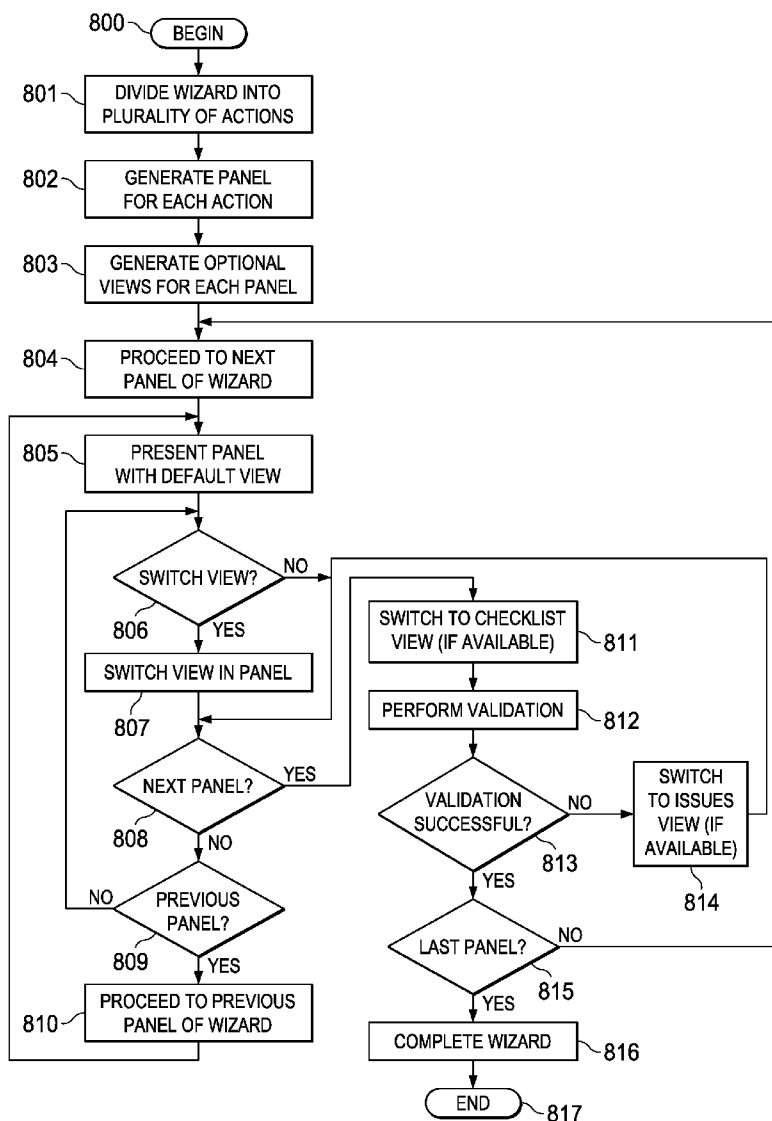 800
BEGIN
801
DIVIDE WIZARD INTO
PLURALITY OF ACTIONS
802
GENERATE PANEL
FOR EACH ACTION
803
GENERATE OPTIONAL
VIEWS FOR EACH PANEL
804
PROCEED TO NEXT
PANEL OF WIZARD
805
PRESENT PANEL
WITH DEFAULT VIEW
SWITCH VIEW?
NO
806
YES
SWITCH VIEW IN PANEL
807
NEXT PANEL?
YES
808
NO
NO
PREVIOUS
PANEL?
809
YES
810
PROCEED TO PREVIOUS
PANEL OF WIZARD
SWITCH TO CHECKLIST
VIEW (IF AVAILABLE)
811
PERFORM VALIDATION
812
VALIDATION
SUCCESSFUL?
NO
813
YES
SWITCH
TO ISSUES
VIEW (IF
AVAILABLE)
814
LAST PANEL?
NO
815
YES
COMPLETE WIZARD
816
END
817